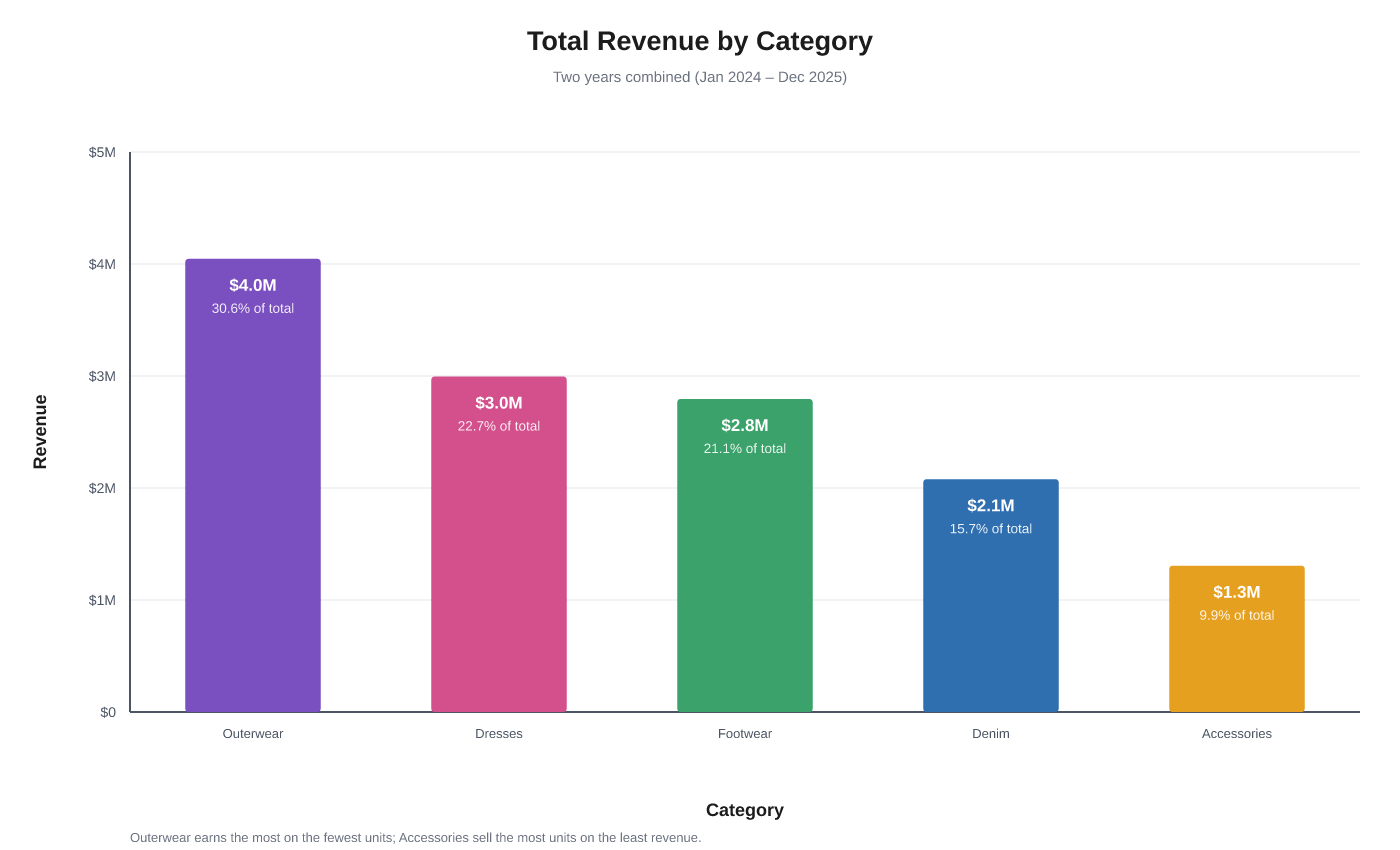 Total Revenue by Category
Two years combined (Jan 2024 – Dec 2025)
$5M
$4M
$3M
$2M
$1M
$0
Revenue
$4.0M
30.6% of total
$3.0M
22.7% of total
$2.8M
21.1% of total
$2.1M
15.7% of total
$1.3M
9.9% of total
Outerwear
Dresses
Footwear
Denim
Accessories
Category
Outerwear earns the most on the fewest units; Accessories sell the most units on the least revenue.